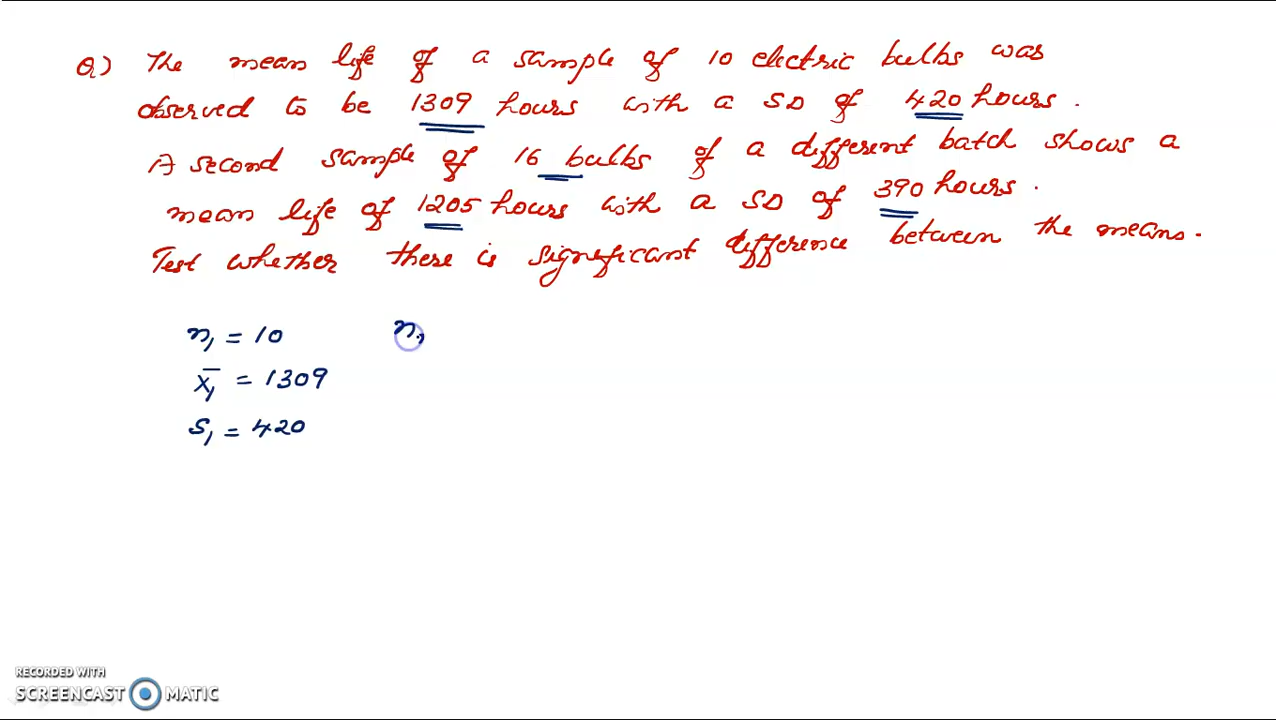 Q) The mean life of a sample of 10 electric bulbs was
observed to be 1309 hours with a SD of 420 hours.
A second sample of 16 bulbs of a different batch shows a
mean life of 1205 hours with a SD of 390 hours.
Test whether there is significant difference between the means.
n₁ = 10 n,
x̄₁ = 1309
s₁ = 420
RECORDED WITH
SCREENCAST MATIC